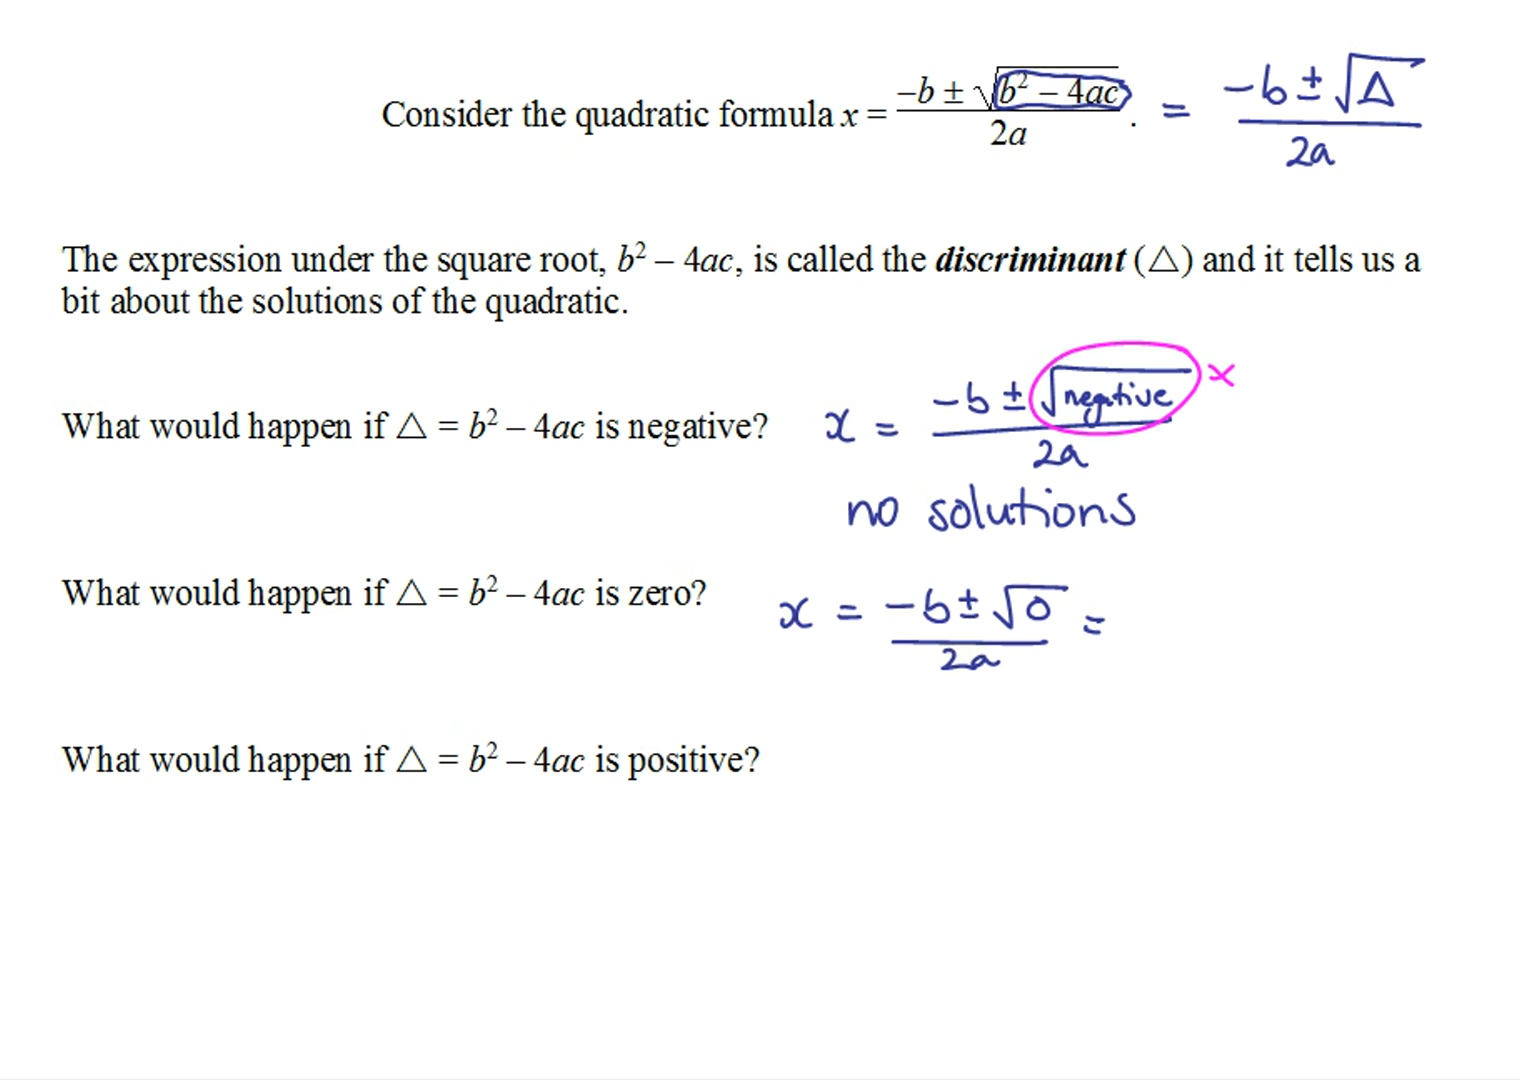 Consider the quadratic formula x = (–b ± √(b² – 4ac)) / 2a . = (-b ± √Δ) / 2a
The expression under the square root, b² – 4ac, is called the discriminant (△) and it tells us a
bit about the solutions of the quadratic.
What would happen if △ = b² – 4ac is negative? x = (-b ± √negative) / 2a ×
no solutions
What would happen if △ = b² – 4ac is zero? x = (-b ± √0) / 2a =
What would happen if △ = b² – 4ac is positive?